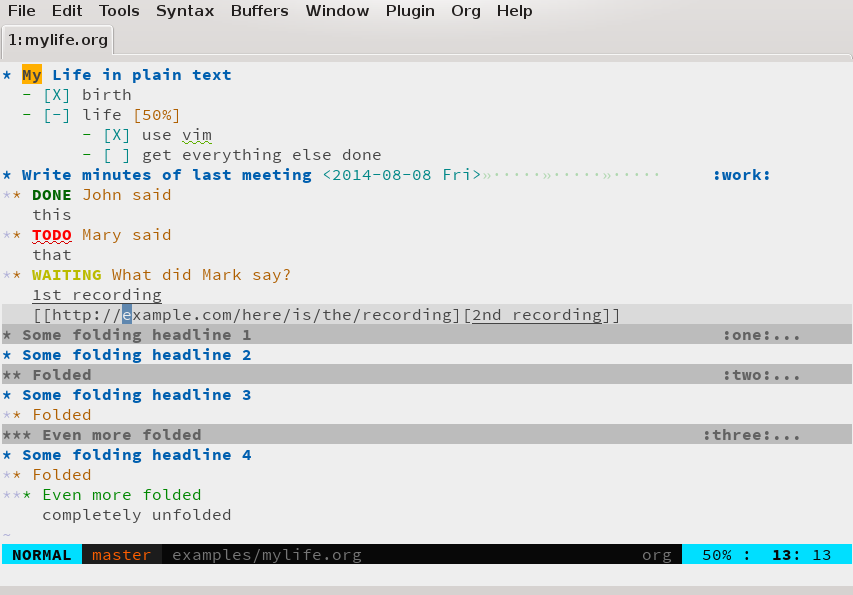 File Edit Tools Syntax Buffers Window Plugin Org Help
1:mylife.org
* My Life in plain text
- [X] birth
- [-] life [50%]
- [X] use vim
- [ ] get everything else done
* Write minutes of last meeting <2014-08-08 Fri>»·····»·····»····· :work:
** DONE John said
this
** TODO Mary said
that
** WAITING What did Mark say?
1st recording
[[http://example.com/here/is/the/recording][2nd recording]]
* Some folding headline 1 :one:...
* Some folding headline 2
** Folded :two:...
* Some folding headline 3
** Folded
*** Even more folded :three:...
* Some folding headline 4
** Folded
*** Even more folded
completely unfolded
~
NORMAL master examples/mylife.org org 50% : 13: 13